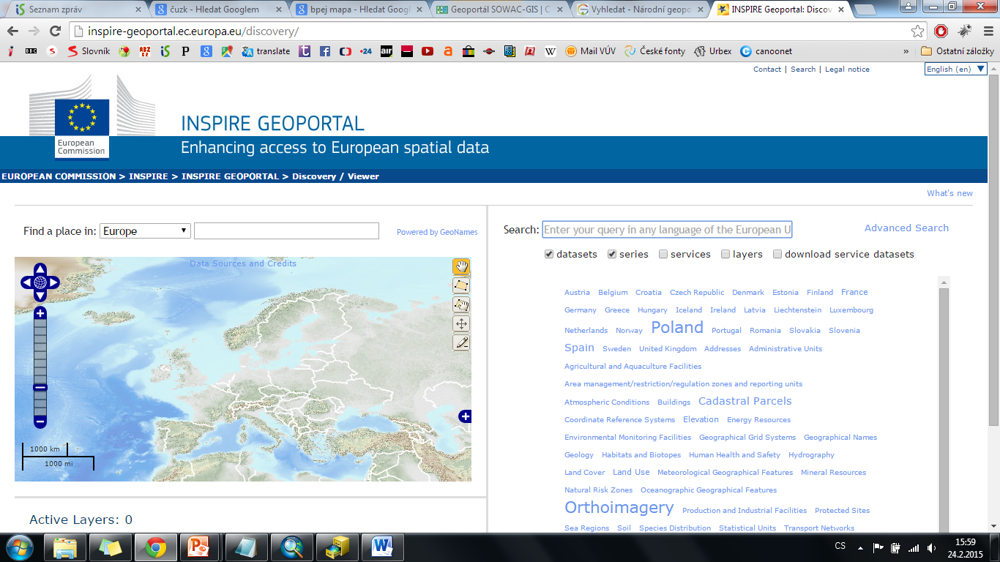 Seznam zpráv
čuzk - Hledat Googlem
bpej mapa - Hledat Goog
Geoportál SOWAC-GIS | C
Vyhledat - Národní geopo
INSPIRE Geoportal: Discov
inspire-geoportal.ec.europa.eu/discovery/
BBC Slovník translate 24 air Mail VÚV České fonty Urbex canoonet » Ostatní záložky
Contact | Search | Legal notice
English (en)
INSPIRE GEOPORTAL
European
Commission
Enhancing access to European spatial data
EUROPEAN COMMISSION > INSPIRE > INSPIRE GEOPORTAL > Discovery / Viewer
What's new
Find a place in: Europe
Powered by GeoNames
Data Sources and Credits
1000 km
1000 mi
Active Layers: 0
Search: Enter your query in any language of the European U
Advanced Search
datasets series services layers download service datasets
Austria Belgium Croatia Czech Republic Denmark Estonia Finland France
Germany Greece Hungary Iceland Ireland Latvia Liechtenstein Luxembourg
Netherlands Norway Poland Portugal Romania Slovakia Slovenia
Spain Sweden United Kingdom Addresses Administrative Units
Agricultural and Aquaculture Facilities
Area management/restriction/regulation zones and reporting units
Atmospheric Conditions Buildings Cadastral Parcels
Coordinate Reference Systems Elevation Energy Resources
Environmental Monitoring Facilities Geographical Grid Systems Geographical Names
Geology Habitats and Biotopes Human Health and Safety Hydrography
Land Cover Land Use Meteorological Geographical Features Mineral Resources
Natural Risk Zones Oceanographic Geographical Features
Orthoimagery Production and Industrial Facilities Protected Sites
Sea Regions Soil Species Distribution Statistical Units Transport Networks
CS
15:59
24.2.2015